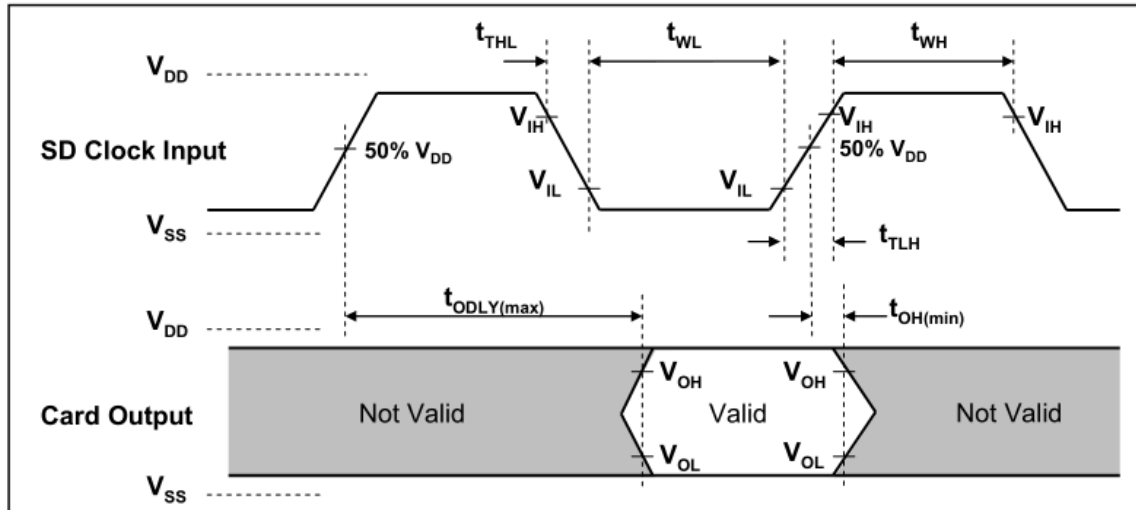 t_THL t_WL t_WH
V_DD
V_IH V_IH V_IH
SD Clock Input 50% V_DD 50% V_DD
V_IL V_IL
V_SS
t_TLH
t_ODLY(max) t_OH(min)
V_DD
V_OH V_OH
Card Output Not Valid Valid Not Valid
V_OL V_OL
V_SS